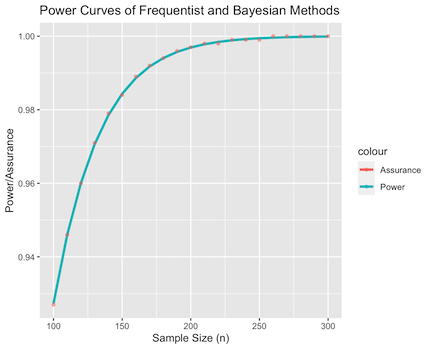 Power Curves of Frequentist and Bayesian Methods
1.00
0.98
0.96
0.94
Power/Assurance
100
150
200
250
300
Sample Size (n)
colour
Assurance
Power